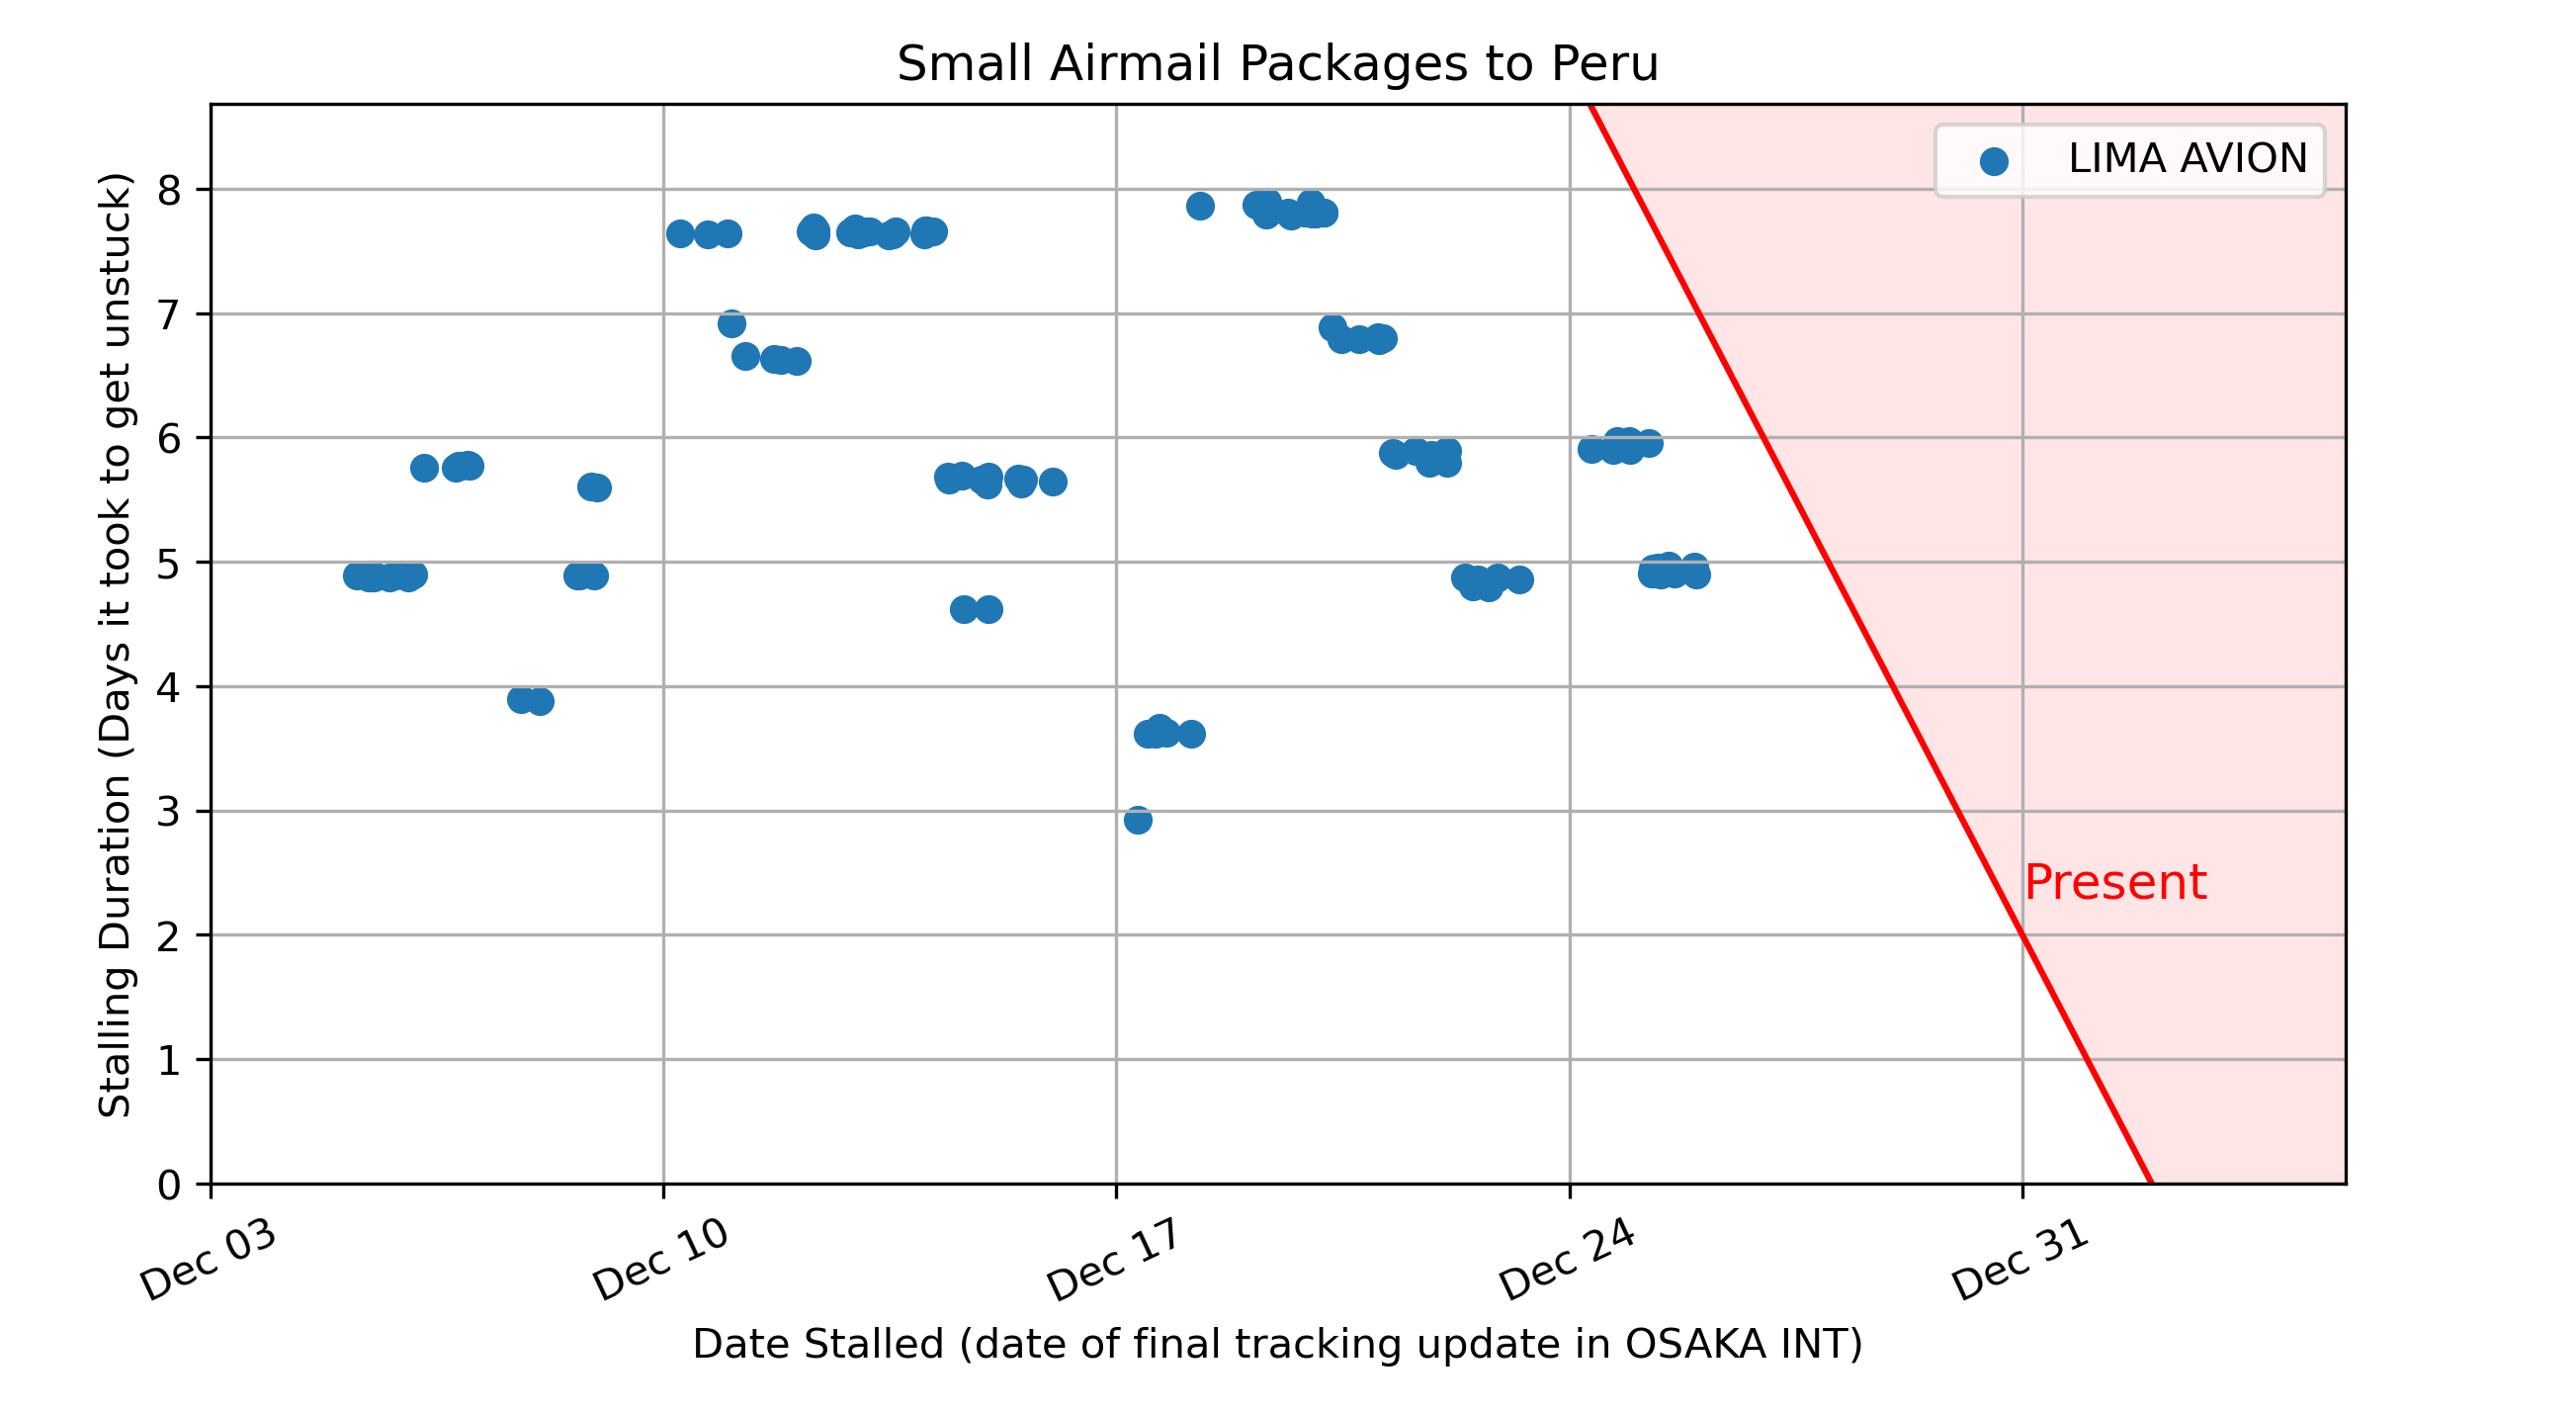 Small Airmail Packages to Peru
LIMA AVION
Stalling Duration (Days it took to get unstuck)
8
7
6
5
4
3
2
1
0
Present
Dec 03
Dec 10
Dec 17
Dec 24
Dec 31
Date Stalled (date of final tracking update in OSAKA INT)